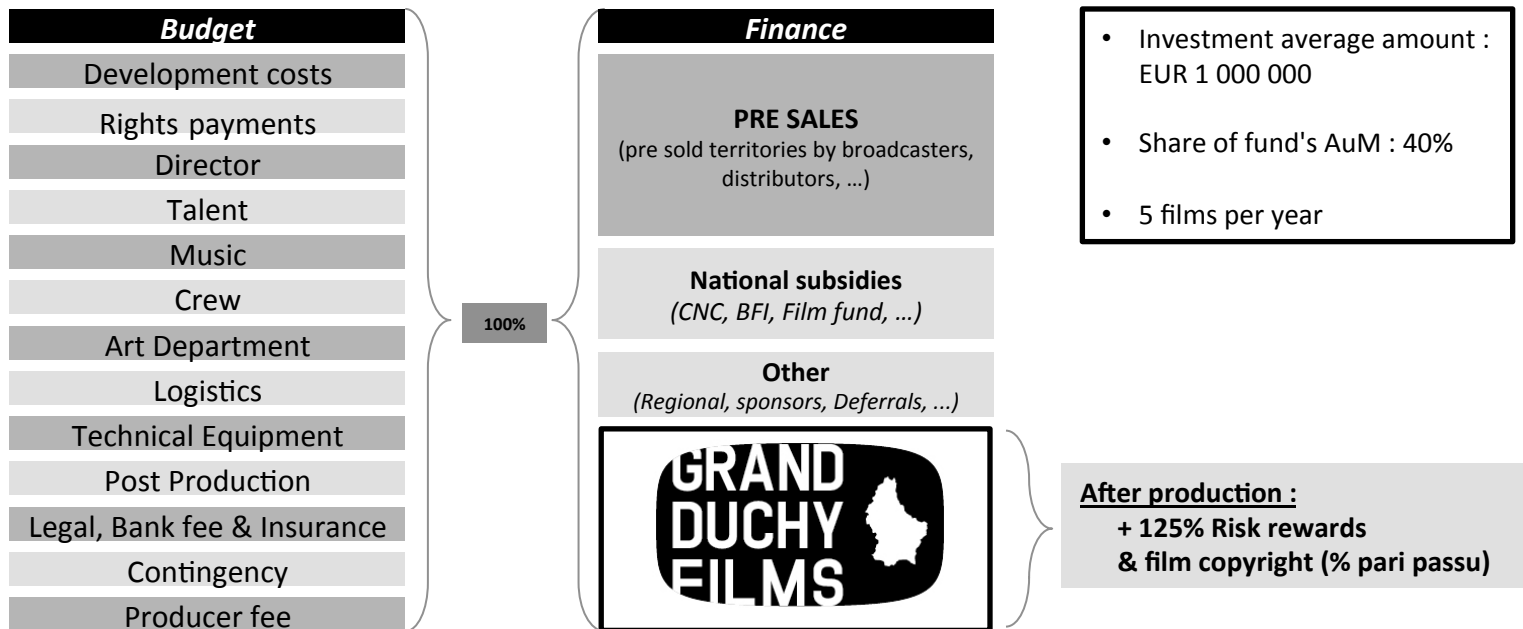 Budget
Development costs
Rights payments
Director
Talent
Music
Crew
Art Department
Logistics
Technical Equipment
Post Production
Legal, Bank fee & Insurance
Contingency
Producer fee
100%
Finance
PRE SALES
(pre sold territories by broadcasters,
distributors, ...)
National subsidies
(CNC, BFI, Film fund, ...)
Other
(Regional, sponsors, Deferrals, ...)
GRAND
DUCHY
FILMS
• Investment average amount :
EUR 1 000 000
• Share of fund's AuM : 40%
• 5 films per year
After production :
+ 125% Risk rewards
& film copyright (% pari passu)